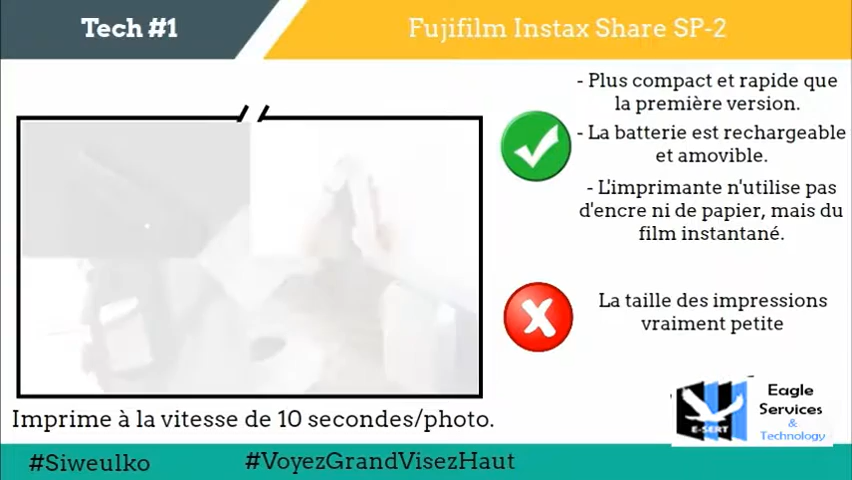 Tech #1
Fujifilm Instax Share SP-2
- Plus compact et rapide que
la première version.
- La batterie est rechargeable
et amovible.
- L'imprimante n'utilise pas
d'encre ni de papier, mais du
film instantané.
La taille des impressions
vraiment petite
Imprime à la vitesse de 10 secondes/photo.
E-SERT
Eagle
Services
&
Technology
#Siweulko
#VoyezGrandVisezHaut